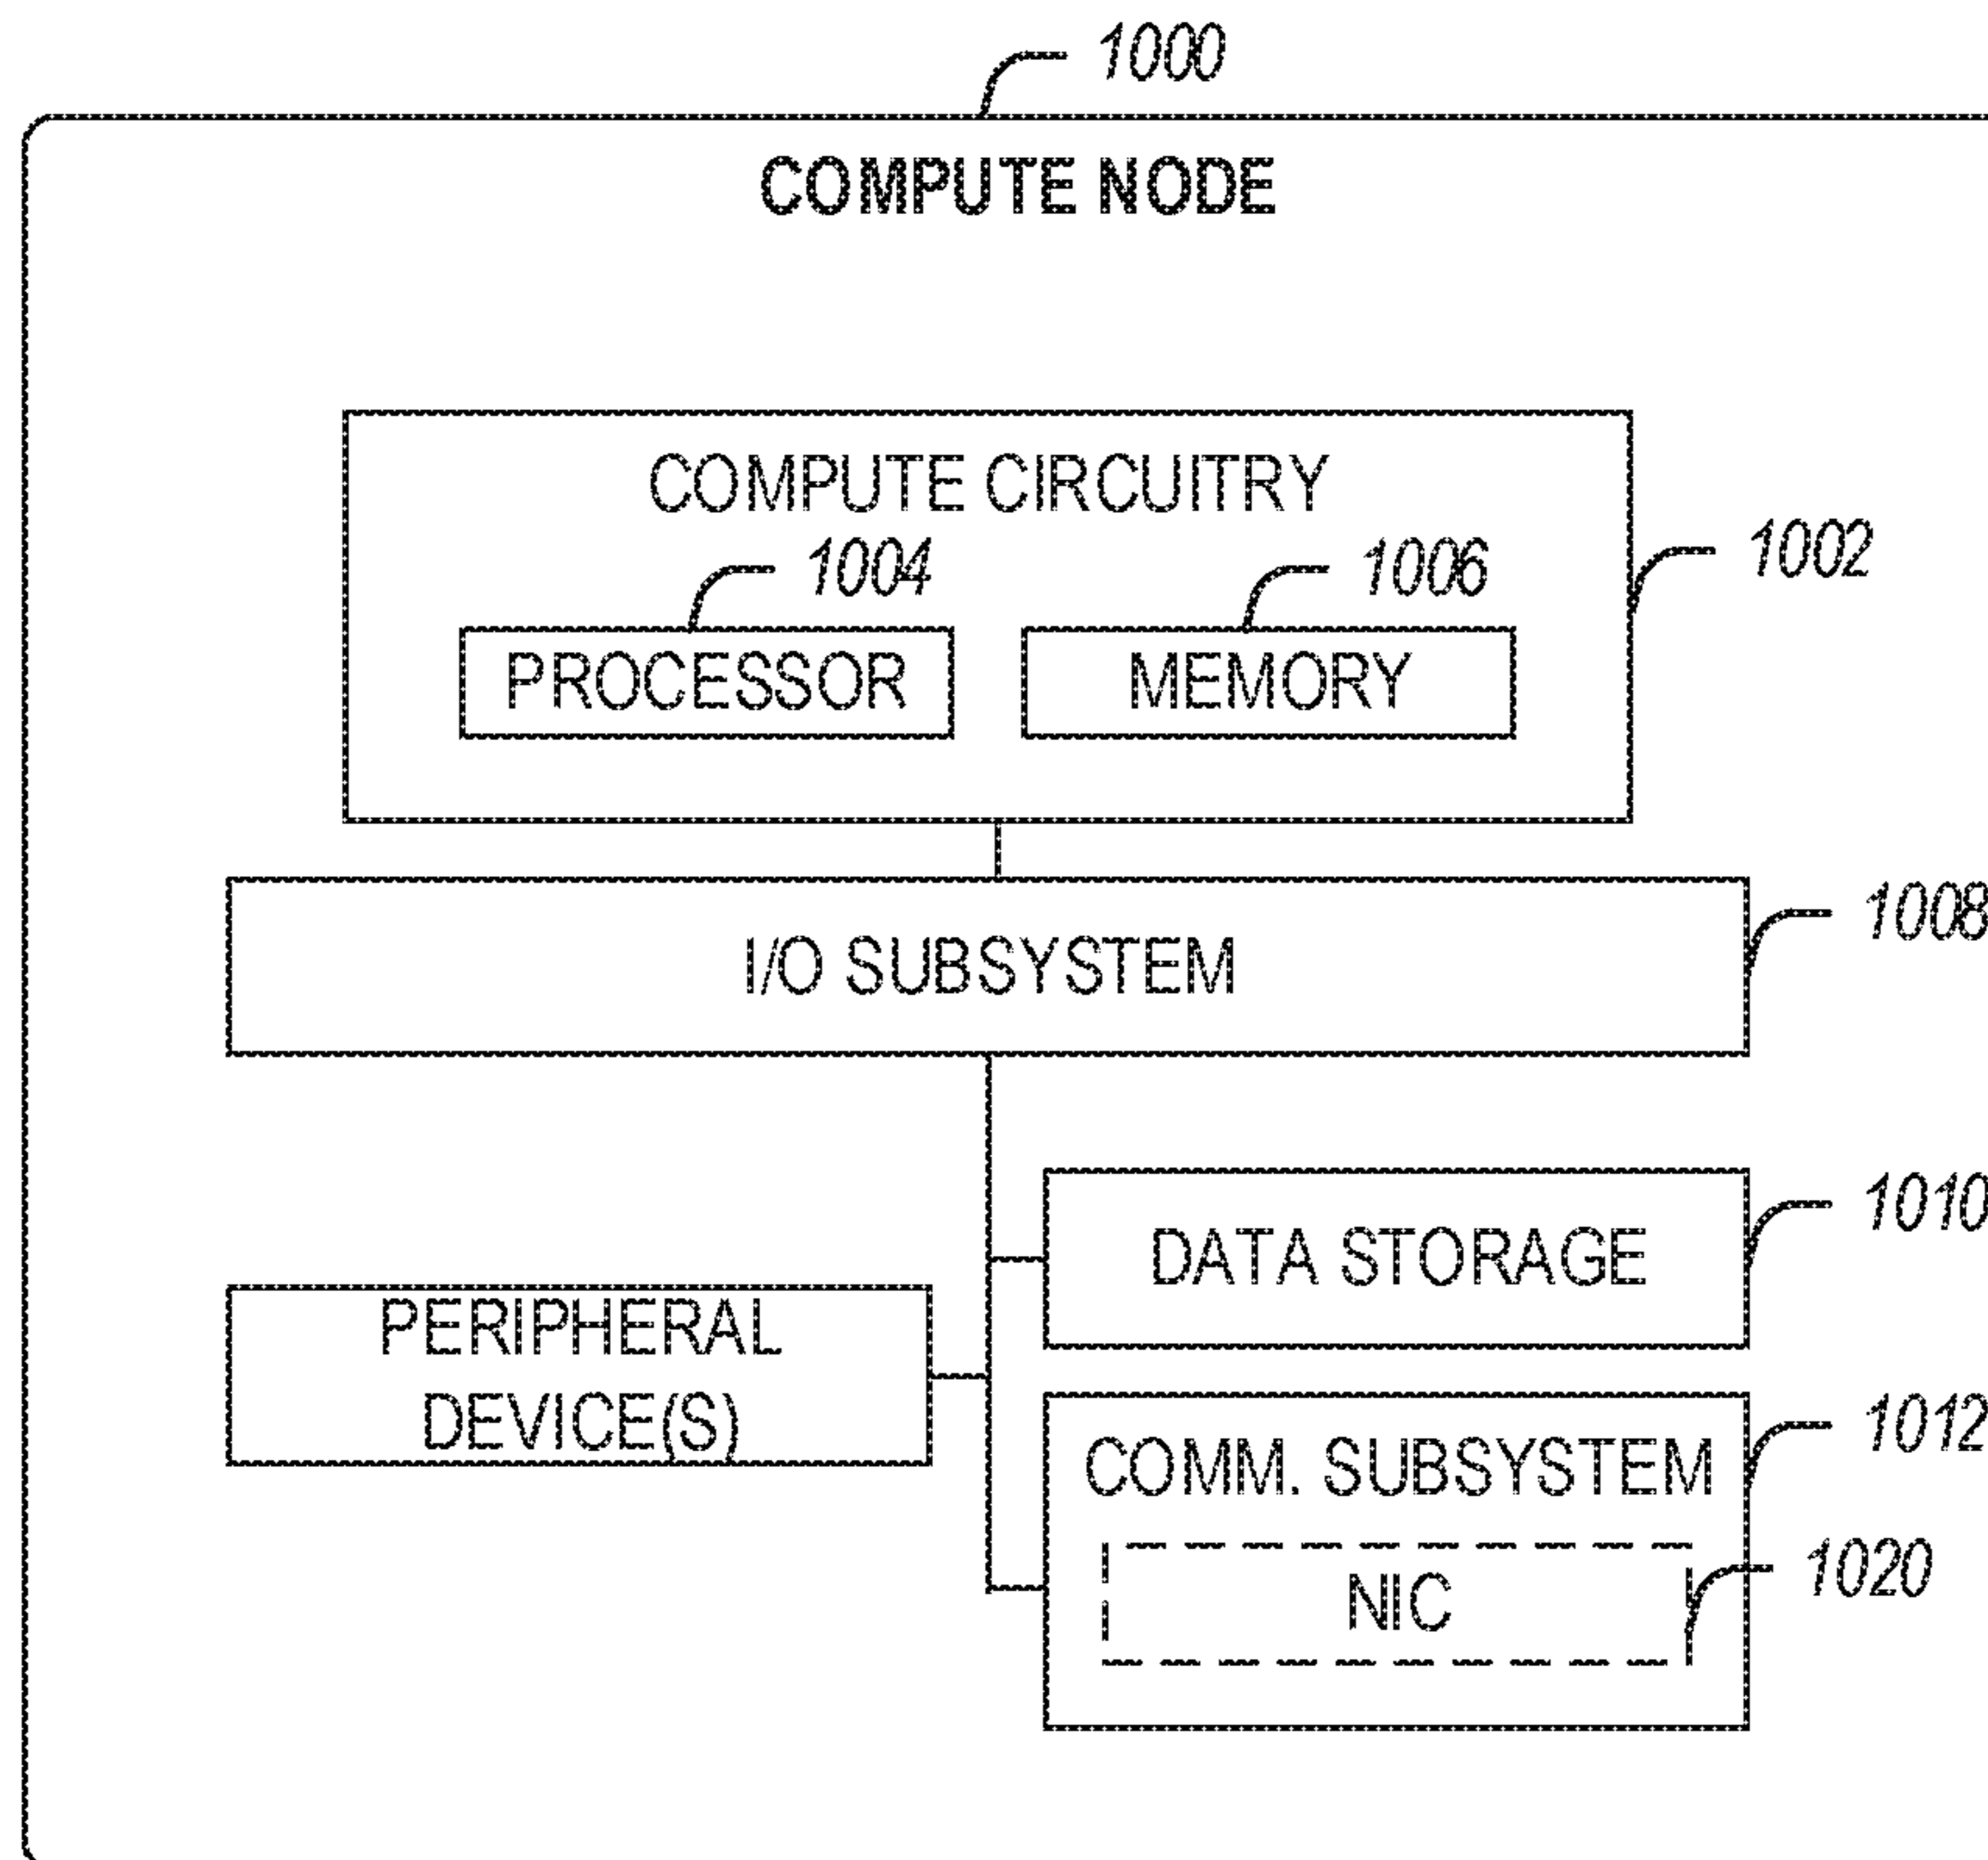 1000
COMPUTE NODE
COMPUTE CIRCUITRY
1004
1006
1002
PROCESSOR
MEMORY
1008
I/O SUBSYSTEM
1010
DATA STORAGE
PERIPHERAL
DEVICE(S)
1012
COMM. SUBSYSTEM
1020
NIC